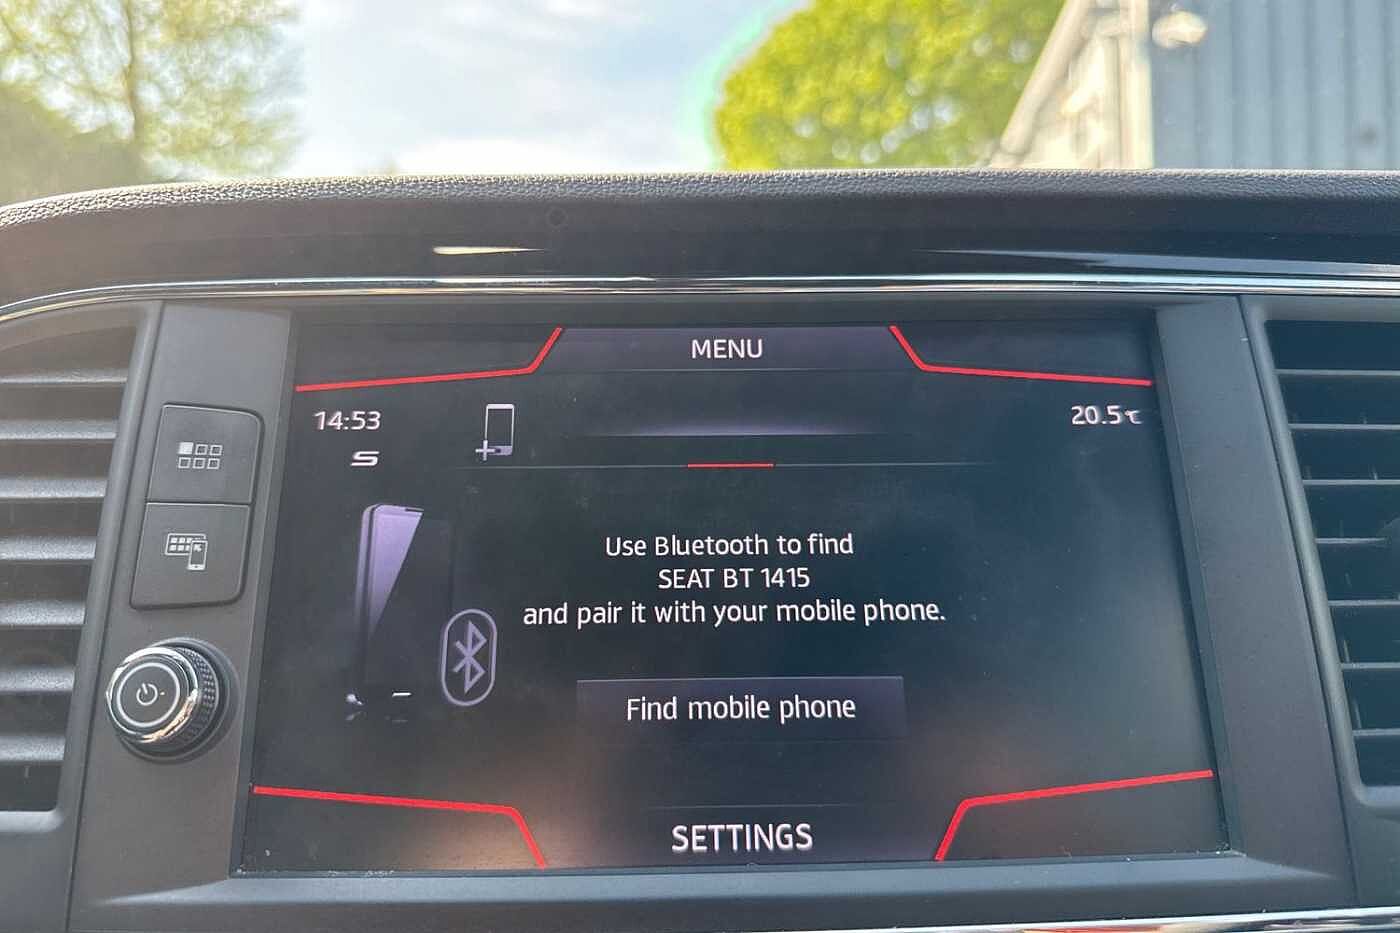 MENU
14:53
20.5℃
Use Bluetooth to find
SEAT BT 1415
and pair it with your mobile phone.
Find mobile phone
SETTINGS